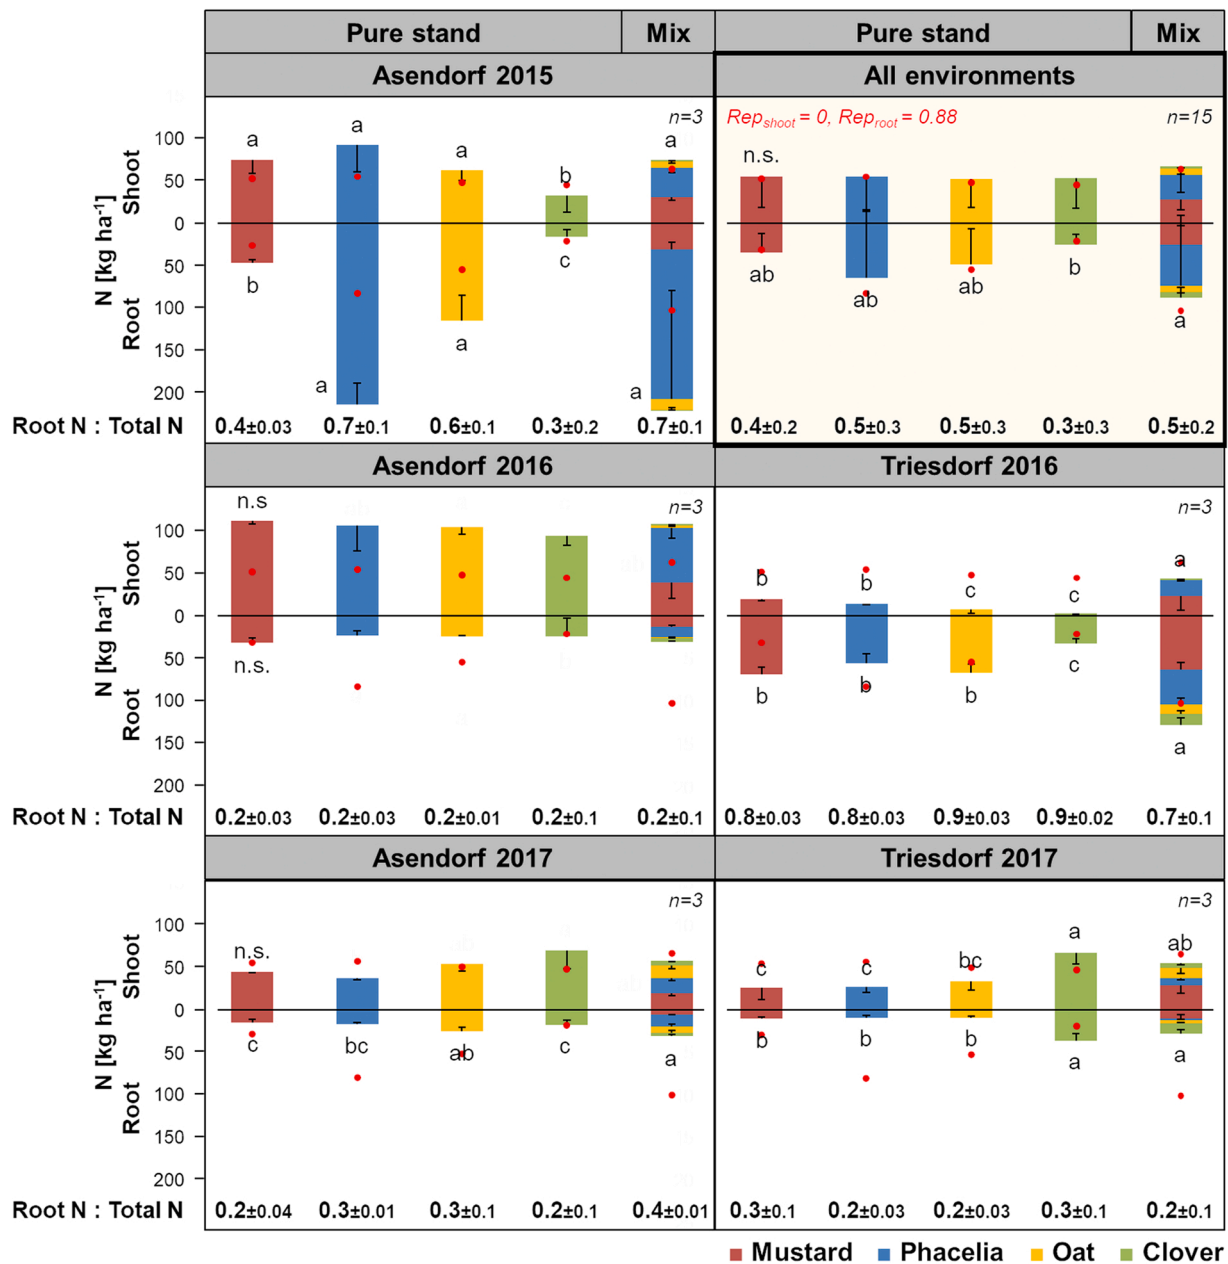 Pure stand Mix Pure stand Mix
Asendorf 2015 All environments
n=3 Rep_shoot = 0, Rep_root = 0.88 n=15
100
50
0
50
100
150
200
N [kg ha⁻¹]
Root Shoot
a a a b a
b a a c a
n.s.
ab ab ab b a
Root N : Total N 0.4±0.03 0.7±0.1 0.6±0.1 0.3±0.2 0.7±0.1 0.4±0.2 0.5±0.3 0.5±0.3 0.3±0.3 0.5±0.2
Asendorf 2016 Triesdorf 2016
n=3 n=3
100
50
0
50
100
150
200
N [kg ha⁻¹]
Root Shoot
n.s
n.s.
b b c c a
b b b c a
Root N : Total N 0.2±0.03 0.2±0.03 0.2±0.01 0.2±0.1 0.2±0.1 0.8±0.03 0.8±0.03 0.9±0.03 0.9±0.02 0.7±0.1
Asendorf 2017 Triesdorf 2017
n=3 n=3
100
50
0
50
100
150
200
N [kg ha⁻¹]
Root Shoot
n.s.
c bc ab c a
c c bc a ab
b b b a a
Root N : Total N 0.2±0.04 0.3±0.01 0.3±0.1 0.2±0.1 0.4±0.01 0.3±0.1 0.2±0.03 0.2±0.03 0.3±0.1 0.2±0.1
Mustard Phacelia Oat Clover